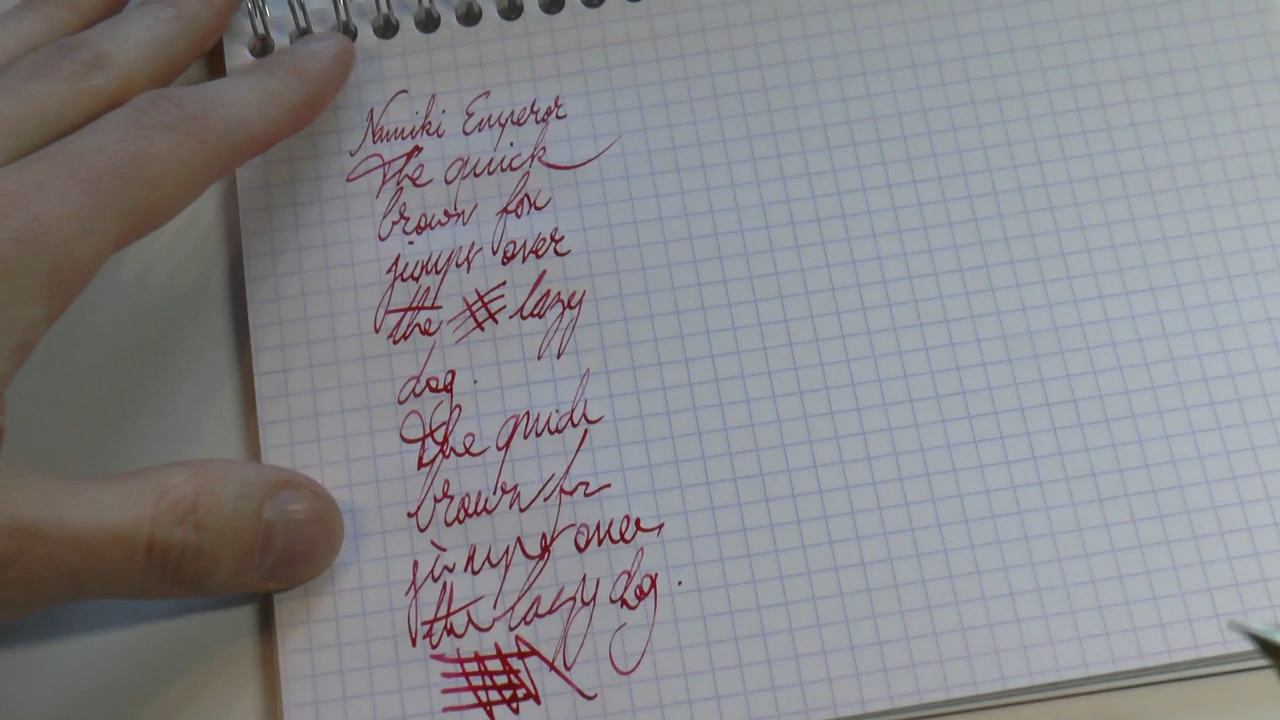 Namiki Emperor
The quick
brown fox
jumps over
the lazy
dog.
The quick
brown fox
jumps over
the lazy dog.